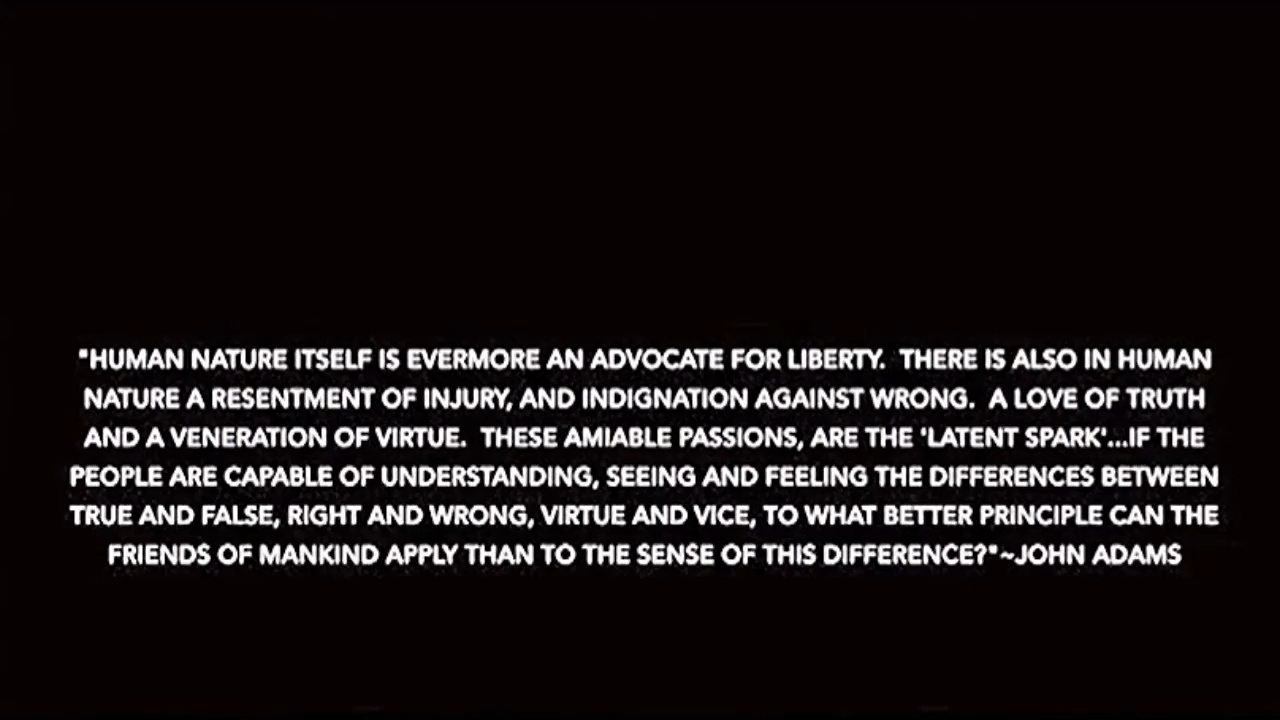 "HUMAN NATURE ITSELF IS EVERMORE AN ADVOCATE FOR LIBERTY.  THERE IS ALSO IN HUMAN
NATURE A RESENTMENT OF INJURY, AND INDIGNATION AGAINST WRONG.  A LOVE OF TRUTH
AND A VENERATION OF VIRTUE.  THESE AMIABLE PASSIONS, ARE THE 'LATENT SPARK'...IF THE
PEOPLE ARE CAPABLE OF UNDERSTANDING, SEEING AND FEELING THE DIFFERENCES BETWEEN
TRUE AND FALSE, RIGHT AND WRONG, VIRTUE AND VICE, TO WHAT BETTER PRINCIPLE CAN THE
FRIENDS OF MANKIND APPLY THAN TO THE SENSE OF THIS DIFFERENCE?"~JOHN ADAMS